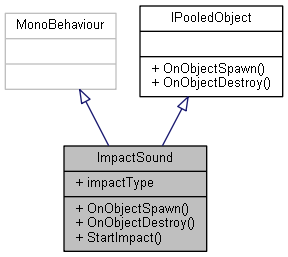 MonoBehaviour
IPooledObject
+ OnObjectSpawn()
+ OnObjectDestroy()
ImpactSound
+ impactType
+ OnObjectSpawn()
+ OnObjectDestroy()
+ StartImpact()